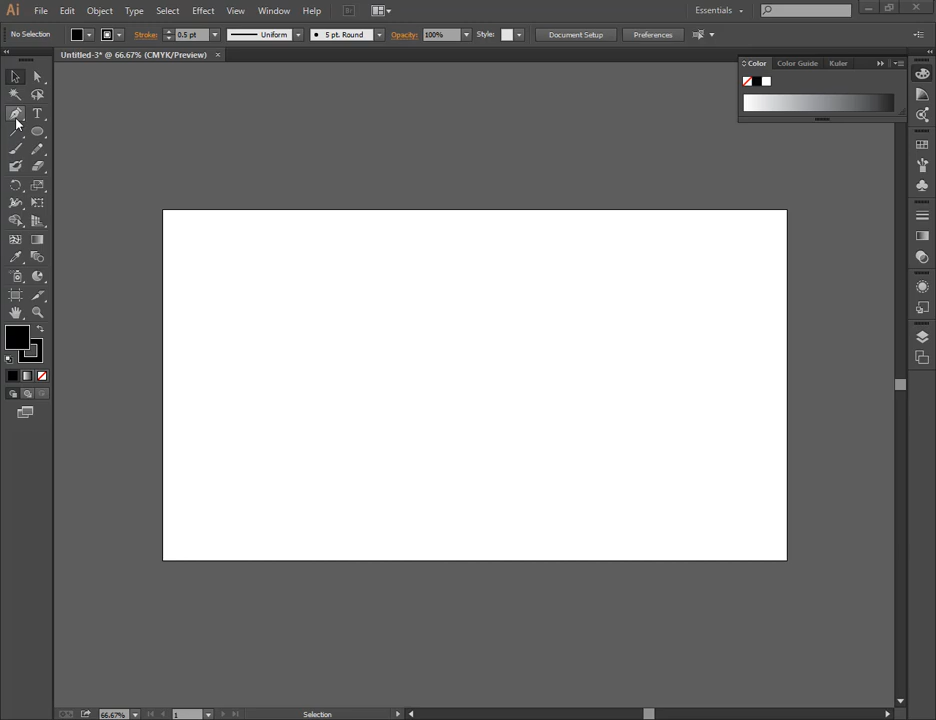 Ai File Edit Object Type Select Effect View Window Help Br Essentials
No Selection Stroke: 0.5 pt Uniform 5 pt. Round Opacity: 100% Style: Document Setup Preferences
Untitled-3* @ 66.67% (CMYK/Preview) ×
Color Color Guide Kuler
T
66.67% 1 Selection